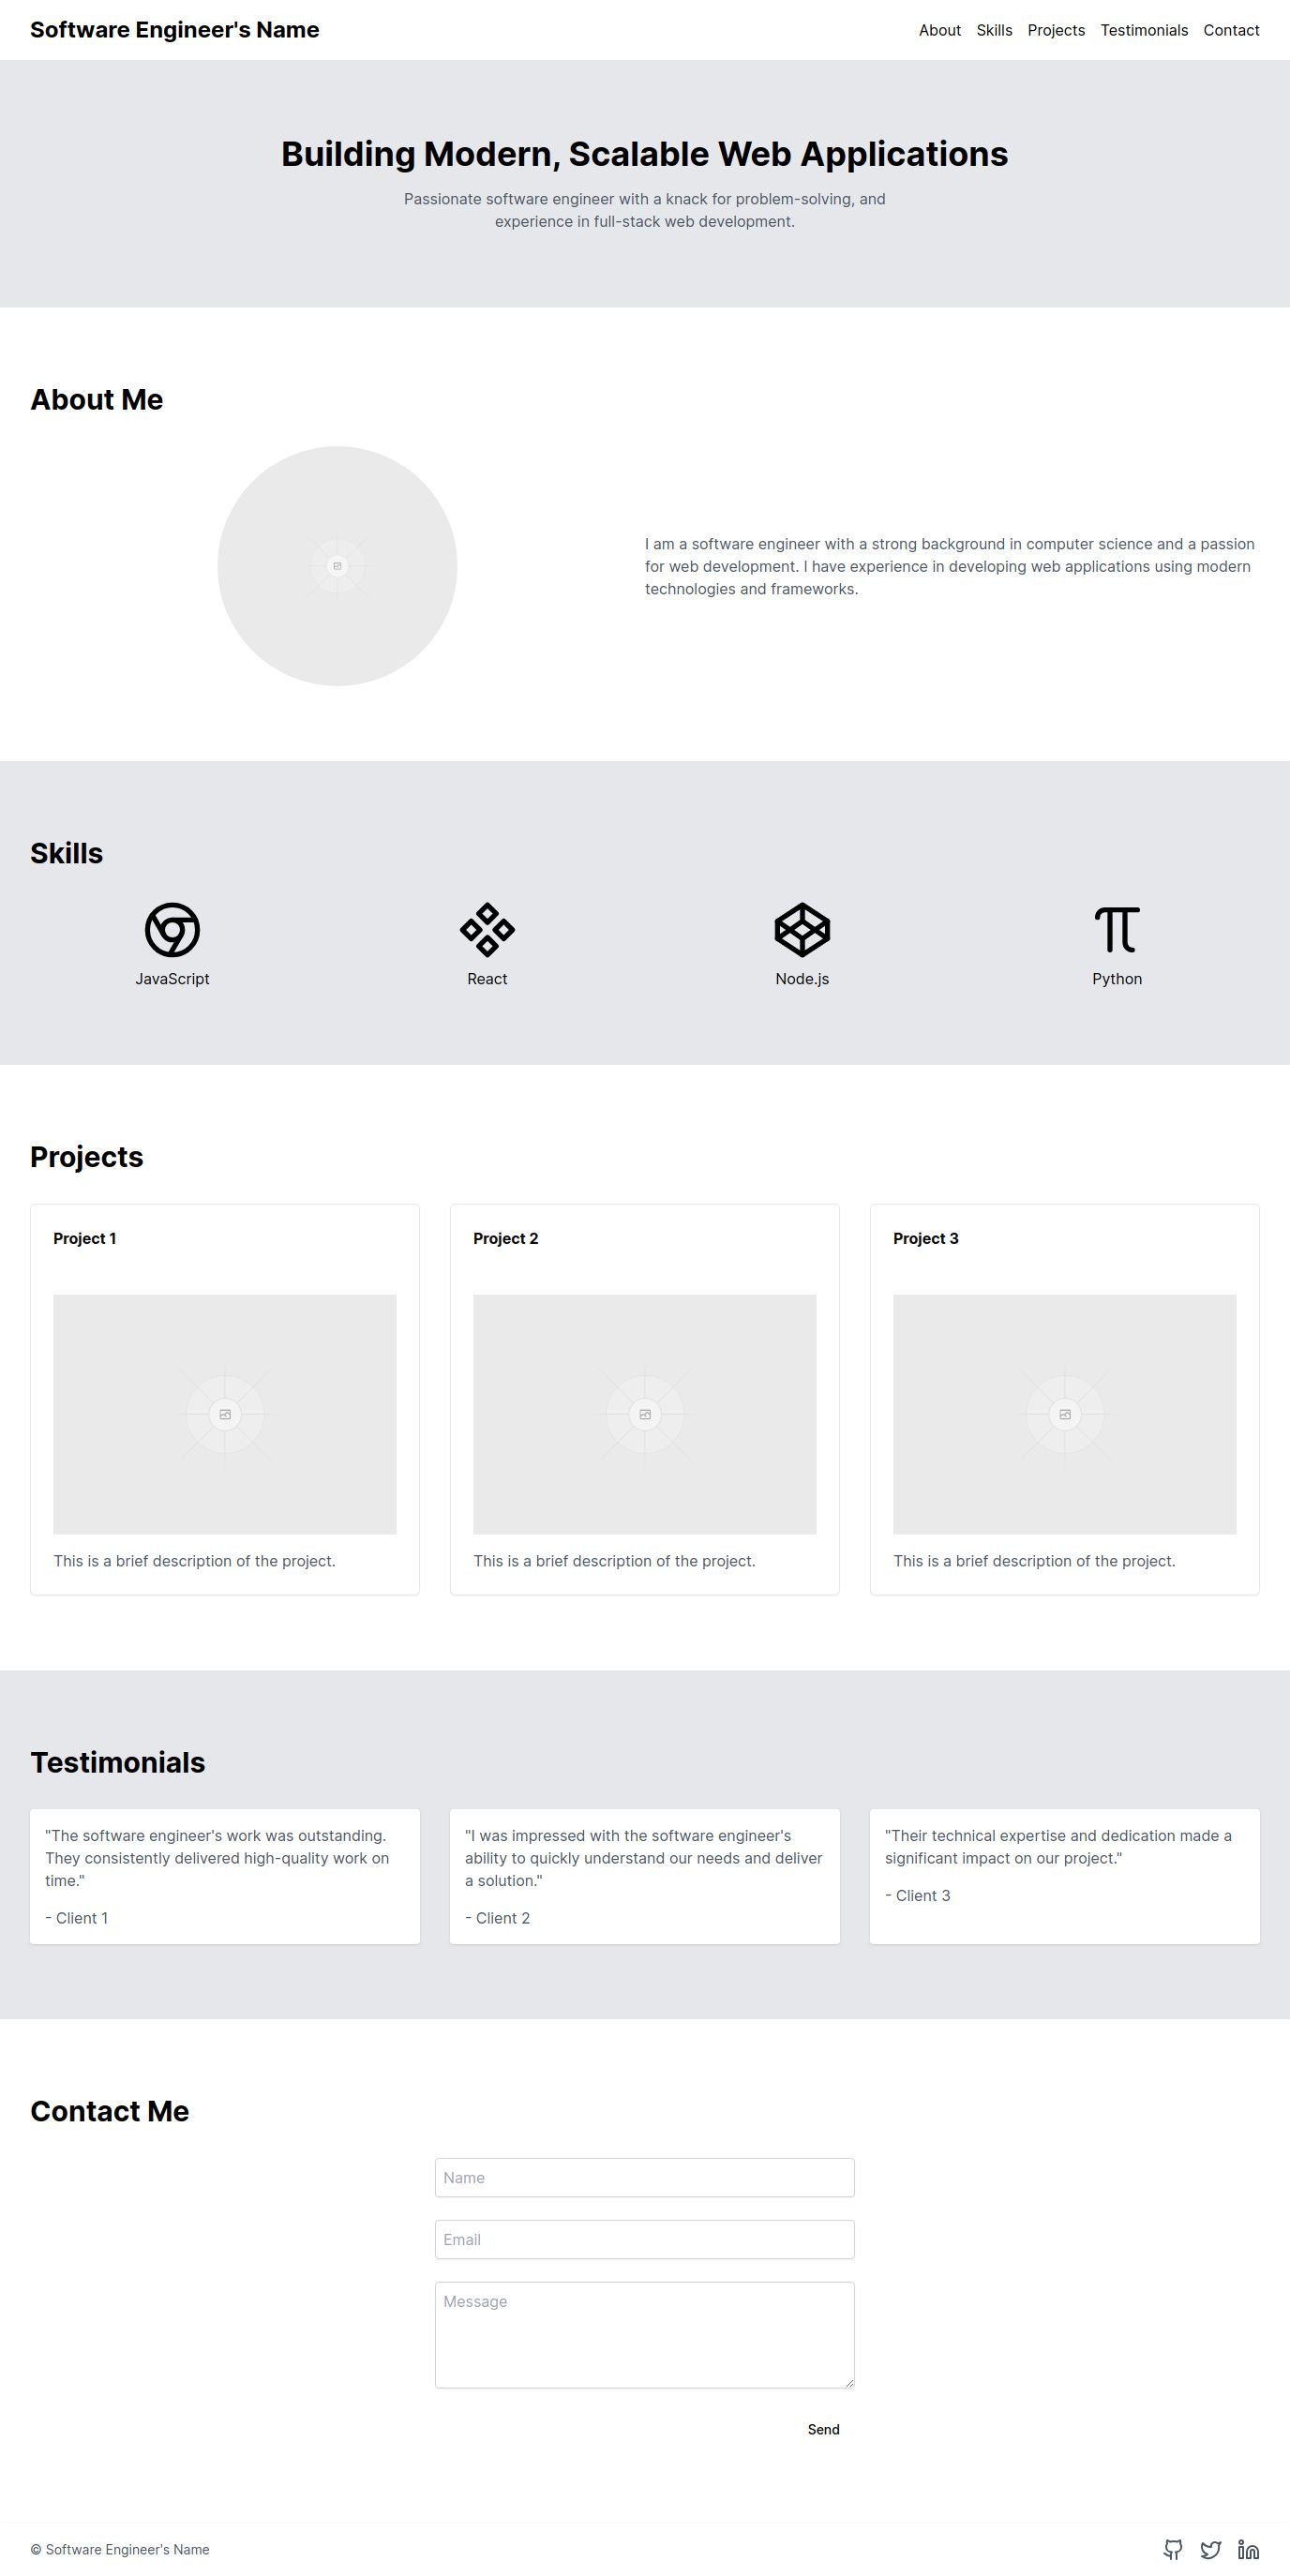 Software Engineer's Name
About Skills Projects Testimonials Contact
Building Modern, Scalable Web Applications
Passionate software engineer with a knack for problem-solving, and
experience in full-stack web development.
About Me
I am a software engineer with a strong background in computer science and a passion
for web development. I have experience in developing web applications using modern
technologies and frameworks.
Skills
JavaScript
React
Node.js
Python
Projects
Project 1
This is a brief description of the project.
Project 2
This is a brief description of the project.
Project 3
This is a brief description of the project.
Testimonials
"The software engineer's work was outstanding.
They consistently delivered high-quality work on
time."
- Client 1
"I was impressed with the software engineer's
ability to quickly understand our needs and deliver
a solution."
- Client 2
"Their technical expertise and dedication made a
significant impact on our project."
- Client 3
Contact Me
Name
Email
Message
Send
© Software Engineer's Name